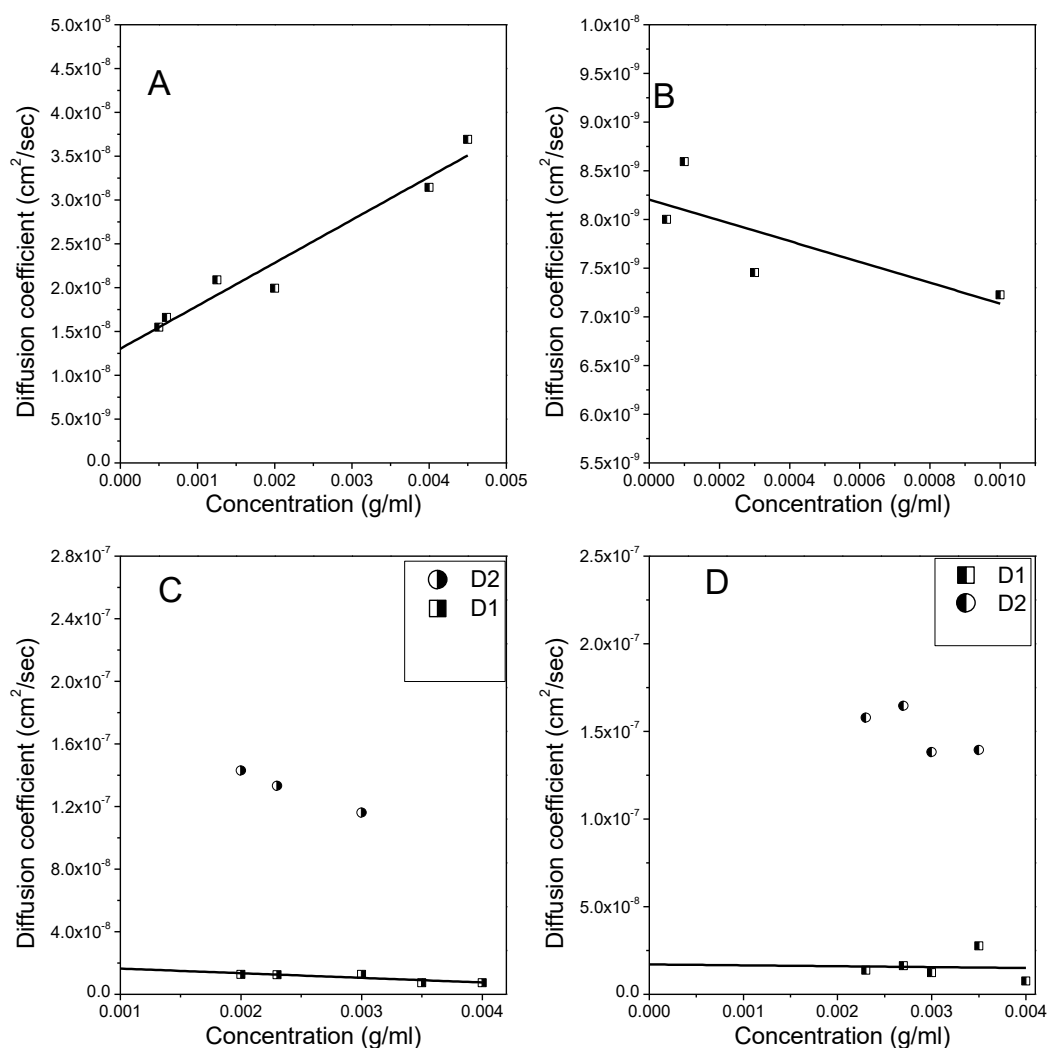 A
Diffusion coefficient (cm²/sec)
5.0x10⁻⁸
4.5x10⁻⁸
4.0x10⁻⁸
3.5x10⁻⁸
3.0x10⁻⁸
2.5x10⁻⁸
2.0x10⁻⁸
1.5x10⁻⁸
1.0x10⁻⁸
5.0x10⁻⁹
0.0
0.000 0.001 0.002 0.003 0.004 0.005
Concentration (g/ml)
B
Diffusion coefficient (cm²/sec)
1.0x10⁻⁸
9.5x10⁻⁹
9.0x10⁻⁹
8.5x10⁻⁹
8.0x10⁻⁹
7.5x10⁻⁹
7.0x10⁻⁹
6.5x10⁻⁹
6.0x10⁻⁹
5.5x10⁻⁹
0.0000 0.0002 0.0004 0.0006 0.0008 0.0010
Concentration (g/ml)
C
D2
D1
Diffusion coefficient (cm²/sec)
2.8x10⁻⁷
2.4x10⁻⁷
2.0x10⁻⁷
1.6x10⁻⁷
1.2x10⁻⁷
8.0x10⁻⁸
4.0x10⁻⁸
0.0
0.001 0.002 0.003 0.004
Concentration (g/ml)
D
D1
D2
Diffusion coefficient (cm²/sec)
2.5x10⁻⁷
2.0x10⁻⁷
1.5x10⁻⁷
1.0x10⁻⁷
5.0x10⁻⁸
0.0
0.000 0.001 0.002 0.003 0.004
Concentration (g/ml)